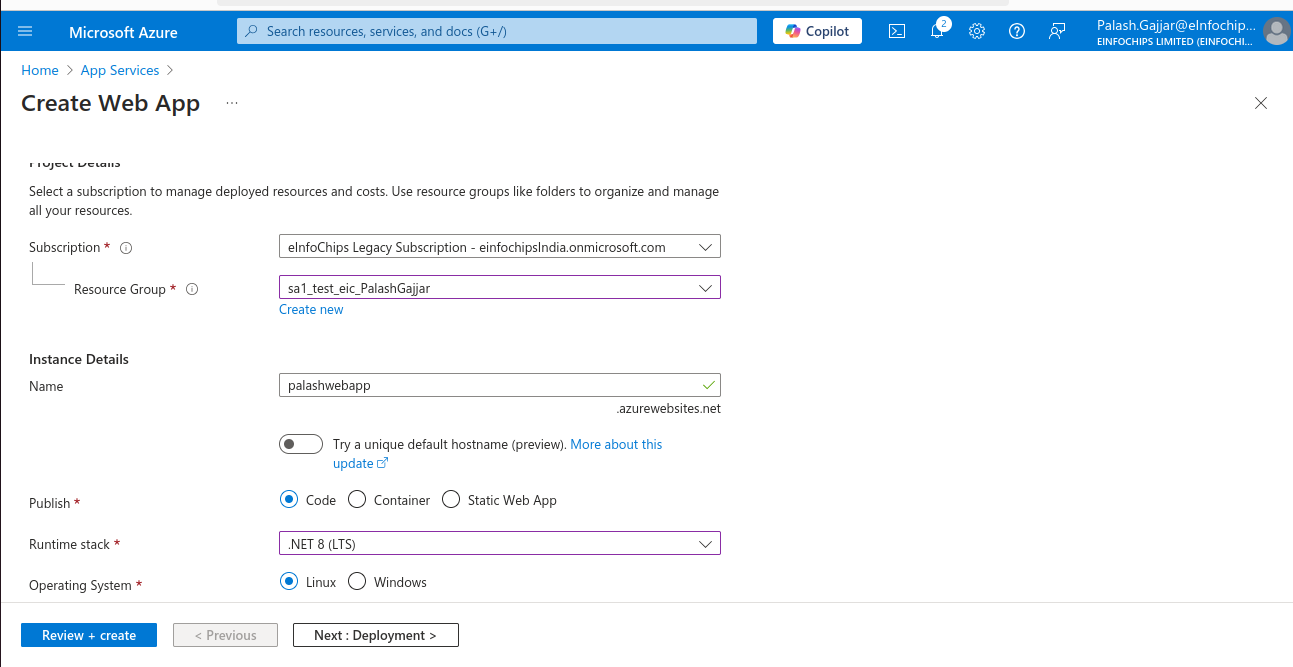 Microsoft Azure
Search resources, services, and docs (G+/)
Copilot
2
Palash.Gajjar@eInfochip...
EINFOCHIPS LIMITED (EINFOCHI...
Home > App Services >
Create Web App ...
Project Details
Select a subscription to manage deployed resources and costs. Use resource groups like folders to organize and manage
all your resources.
Subscription * eInfoChips Legacy Subscription - einfochipsIndia.onmicrosoft.com
Resource Group * sa1_test_eic_PalashGajjar
Create new
Instance Details
Name palashwebapp
.azurewebsites.net
Try a unique default hostname (preview). More about this
update
Publish * Code Container Static Web App
Runtime stack * .NET 8 (LTS)
Operating System * Linux Windows
Review + create < Previous Next : Deployment >